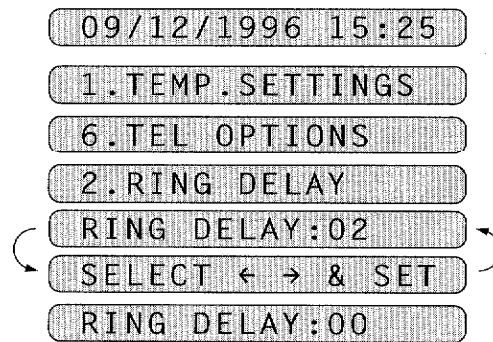 09/12/1996 15:25
1.TEMP.SETTINGS
6.TEL OPTIONS
2.RING DELAY
RING DELAY:02
SELECT ← → & SET
RING DELAY:00